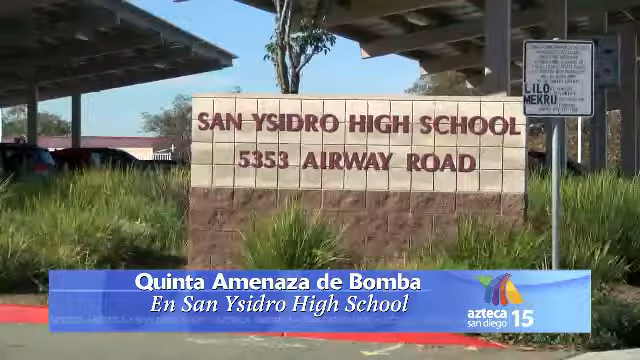 SAN YSIDRO HIGH SCHOOL
5353 AIRWAY ROAD
LILO
MEKRU
Quinta Amenaza de Bomba
En San Ysidro High School
azteca
san diego 15